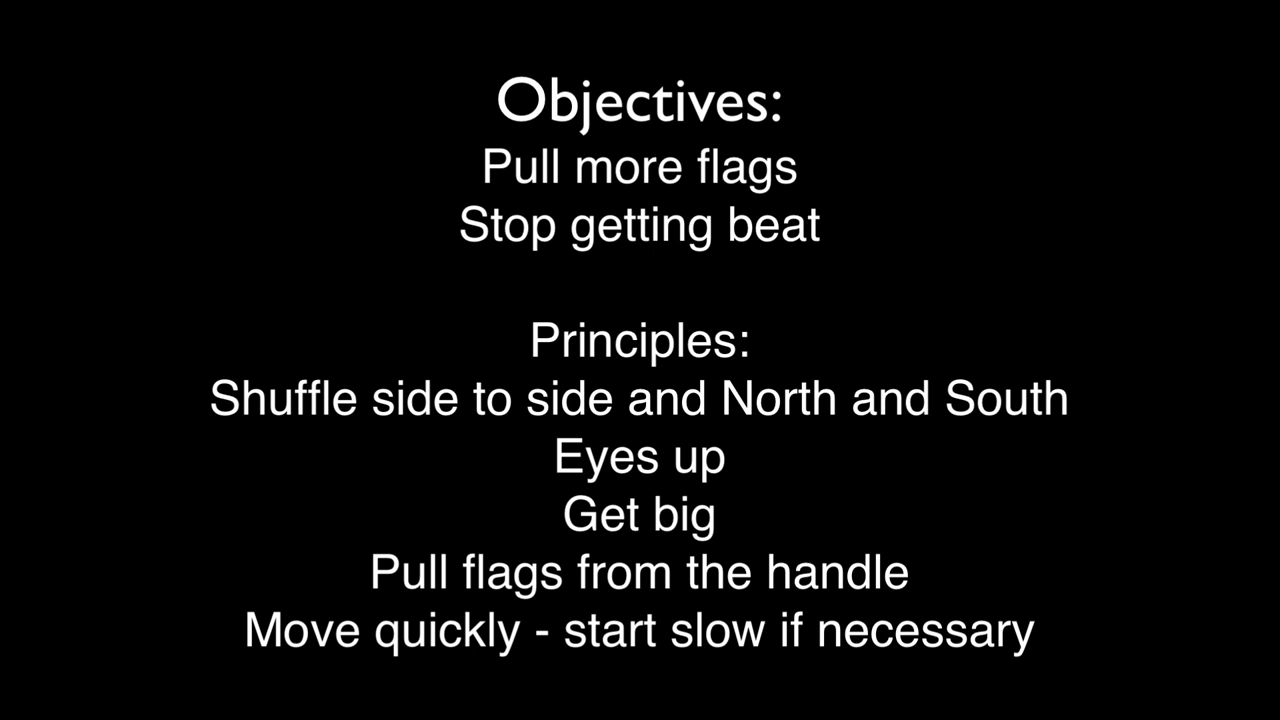 Objectives:
Pull more flags
Stop getting beat
Principles:
Shuffle side to side and North and South
Eyes up
Get big
Pull flags from the handle
Move quickly - start slow if necessary